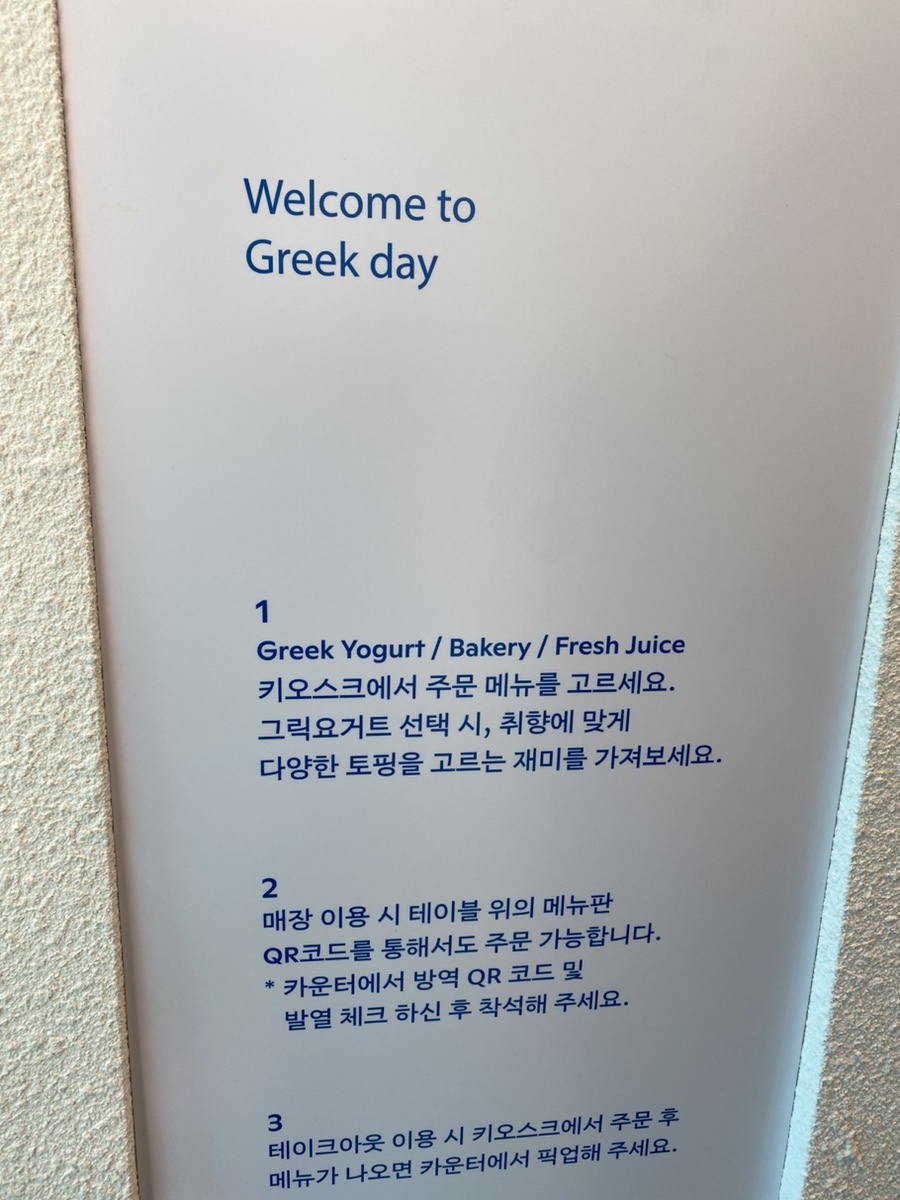 Welcome to
Greek day
1
Greek Yogurt / Bakery / Fresh Juice
키오스크에서 주문 메뉴를 고르세요.
그릭요거트 선택 시, 취향에 맞게
다양한 토핑을 고르는 재미를 가져보세요.
2
매장 이용 시 테이블 위의 메뉴판
QR코드를 통해서도 주문 가능합니다.
* 카운터에서 방역 QR 코드 및
발열 체크 하신 후 착석해 주세요.
3
테이크아웃 이용 시 키오스크에서 주문 후
메뉴가 나오면 카운터에서 픽업해 주세요.